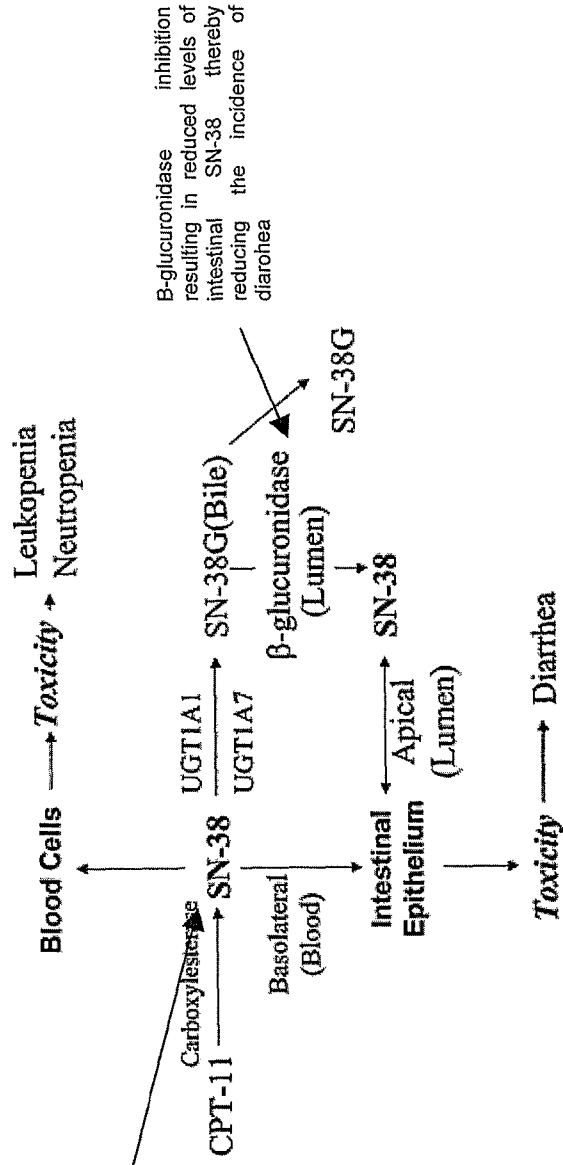 B-glucuronidase inhibition
resulting in reduced levels of
intestinal SN-38 thereby
reducing the incidence of
diarohea
Leukopenia
Blood Cells Toxicity
Neutropenia
UGT1A1
SN-38G(Bile)
Carboxylesterase
CPT-11
SN-38
UGT1A7
β-glucuronidase
(Lumen)
SN-38G
Basolateral
(Blood)
SN-38
Intestinal
Epithelium
Apical
(Lumen)
Toxicity
Diarrhea